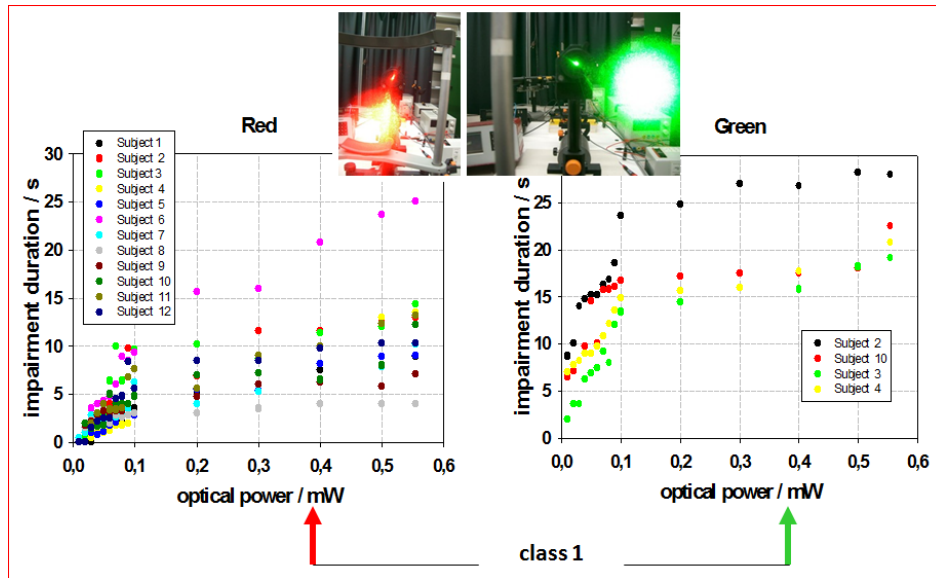 Red
Green
Subject 1
Subject 2
Subject 3
Subject 4
Subject 5
Subject 6
Subject 7
Subject 8
Subject 9
Subject 10
Subject 11
Subject 12
impairment duration / s
30
25
20
15
10
5
0
0,0 0,1 0,2 0,3 0,4 0,5 0,6
optical power / mW
impairment duration / s
25
20
15
10
5
0
Subject 2
Subject 10
Subject 3
Subject 4
0,0 0,1 0,2 0,3 0,4 0,5 0,6
optical power / mW
class 1